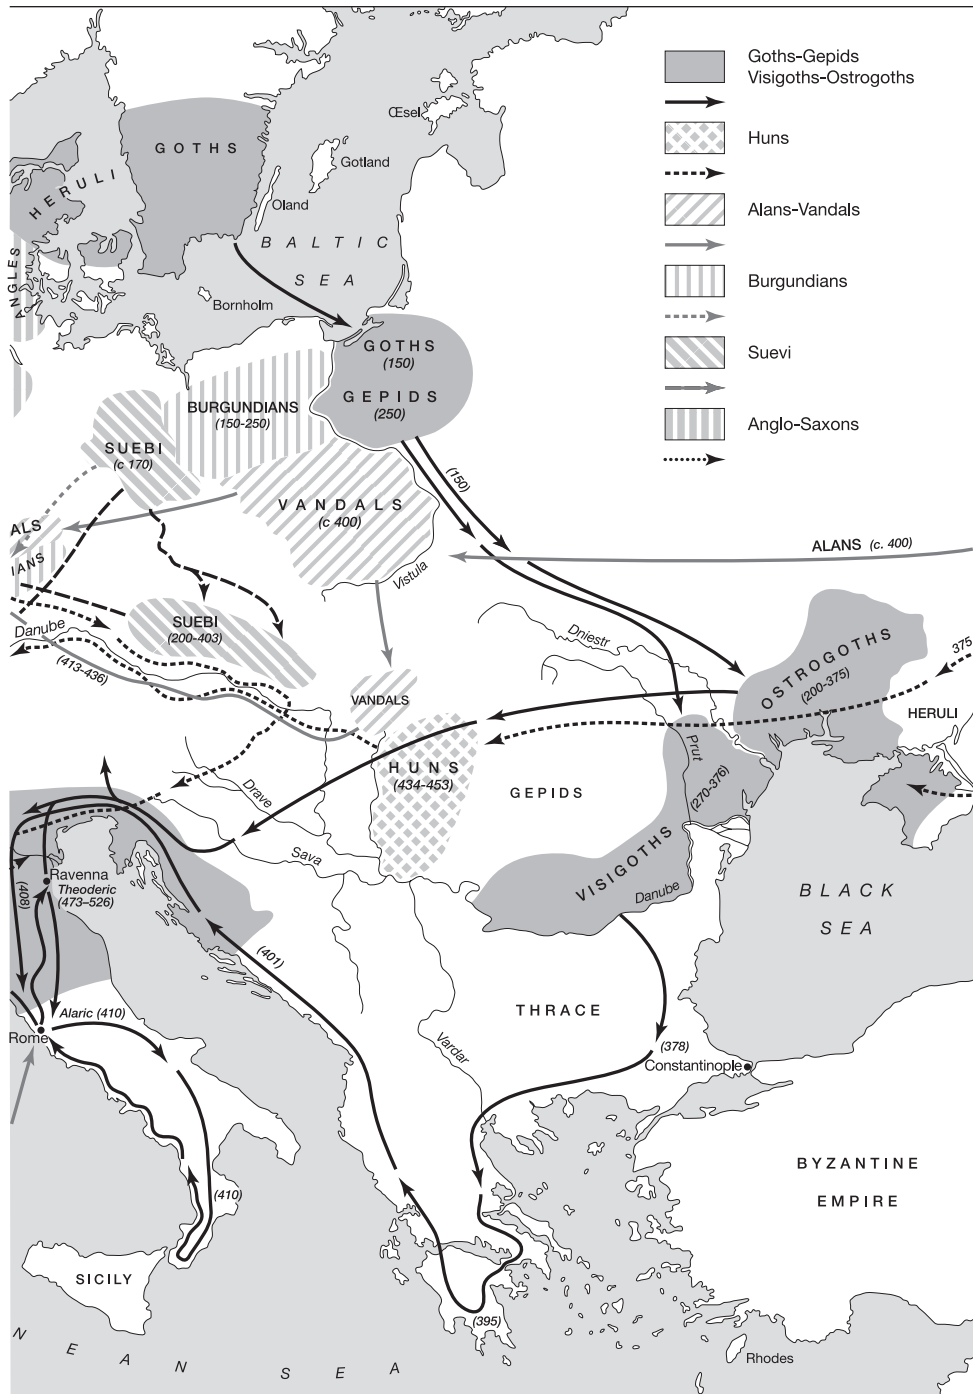 Goths-Gepids
Visigoths-Ostrogoths
Huns
Alans-Vandals
Burgundians
Suevi
Anglo-Saxons
GOTHS
HERULI
ANGLES
Œsel
Gotland
Oland
BALTIC
SEA
Bornholm
GOTHS
(150)
GEPIDS
(250)
BURGUNDIANS
(150-250)
SUEBI
(c 170)
VANDALS
(c 400)
(150)
ALANS (c. 400)
ALS
IANS
Vistula
SUEBI
(200-403)
Danube
(413-436)
Dniestr
OSTROGOTHS
(200-375)
375
HERULI
VANDALS
HUNS
(434-453)
Prut
(270-376)
GEPIDS
Drave
Sava
VISIGOTHS
Danube
BLACK
SEA
Ravenna
Theoderic
(473–526)
(408)
(401)
THRACE
Alaric (410)
Rome
Vardar
(378)
Constantinople
BYZANTINE
EMPIRE
(410)
SICILY
(395)
NEAN SEA
Rhodes